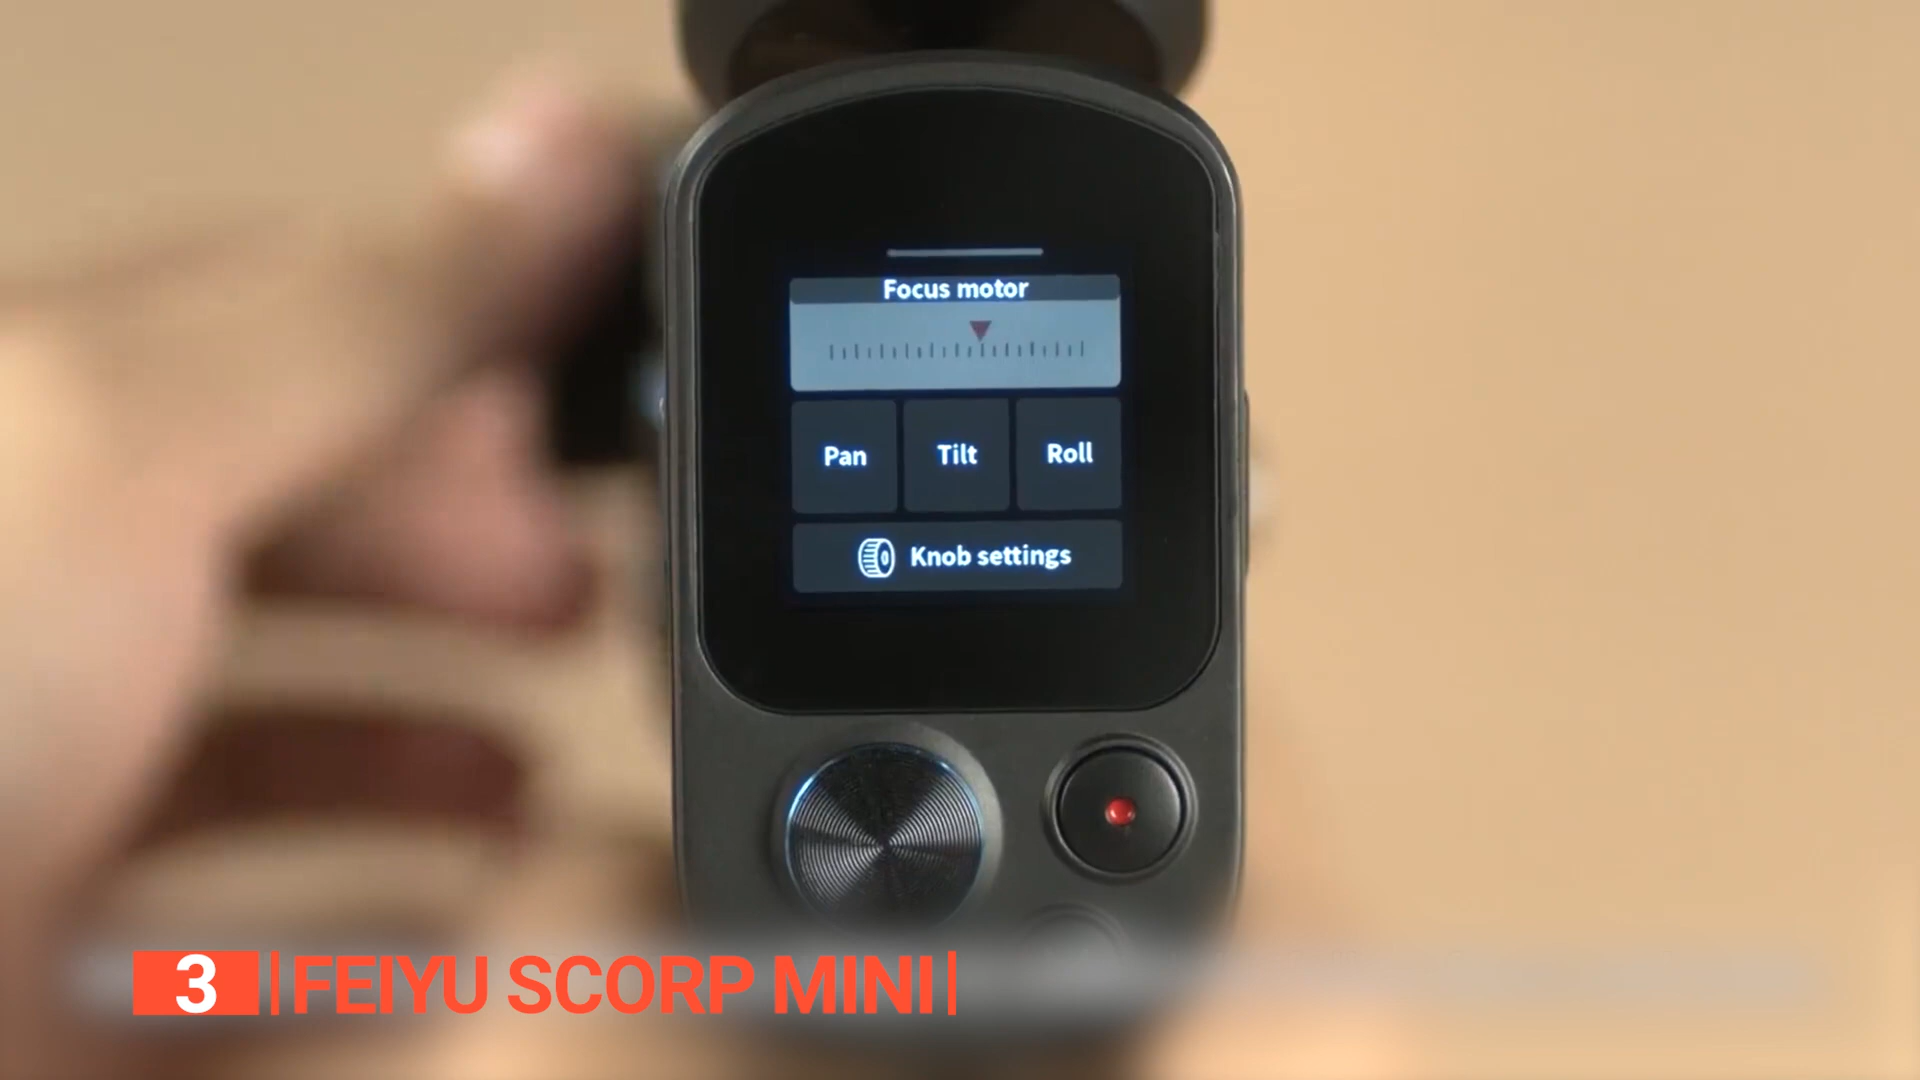 Focus motor
Pan Tilt Roll
Knob settings
3 FEIYU SCORP MINI